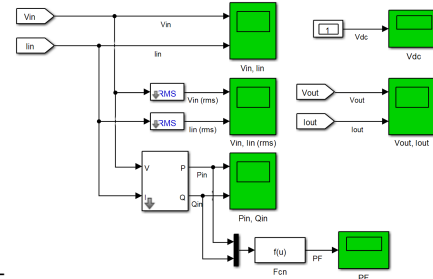 Vin
Vin
Iin
Iin
Vin, Iin
1
Vdc
Vdc
RMS
Vin (rms)
RMS
Iin (rms)
Vin, Iin (rms)
Vout
Vout
Iout
Iout
Vout, Iout
V
P
Pin
I
Q
Qin
Pin, Qin
f(u)
PF
Fcn
PF